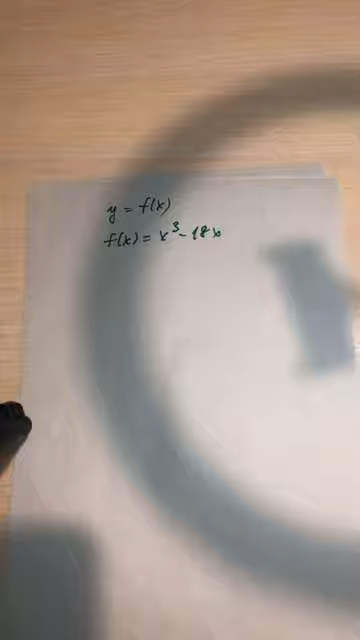 y = f(x)
f(x) = x³ - 18x